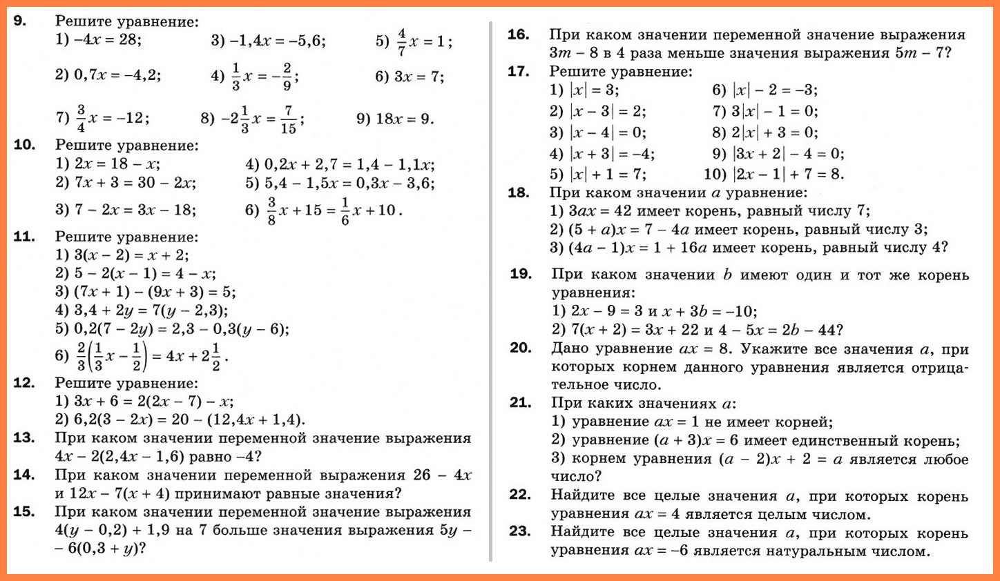 9. Решите уравнение:
1) –4x = 28; 3) –1,4x = –5,6; 5) 4/7 x = 1;
2) 0,7x = –4,2; 4) 1/3 x = –2/9; 6) 3x = 7;
7) 3/4 x = –12; 8) –2 1/3 x = 7/15; 9) 18x = 9.
10. Решите уравнение:
1) 2x = 18 – x; 4) 0,2x + 2,7 = 1,4 – 1,1x;
2) 7x + 3 = 30 – 2x; 5) 5,4 – 1,5x = 0,3x – 3,6;
3) 7 – 2x = 3x – 18; 6) 3/8 x + 15 = 1/6 x + 10.
11. Решите уравнение:
1) 3(x – 2) = x + 2;
2) 5 – 2(x – 1) = 4 – x;
3) (7x + 1) – (9x + 3) = 5;
4) 3,4 + 2y = 7(y – 2,3);
5) 0,2(7 – 2y) = 2,3 – 0,3(y – 6);
6) 2/3(1/3 x – 1/2) = 4x + 2 1/2.
12. Решите уравнение:
1) 3x + 6 = 2(2x – 7) – x;
2) 6,2(3 – 2x) = 20 – (12,4x + 1,4).
13. При каком значении переменной значение выражения
4x – 2(2,4x – 1,6) равно –4?
14. При каком значении переменной выражения 26 – 4x
и 12x – 7(x + 4) принимают равные значения?
15. При каком значении переменной значение выражения
4(y – 0,2) + 1,9 на 7 больше значения выражения 5y –
– 6(0,3 + y)?
16. При каком значении переменной значение выражения
3m – 8 в 4 раза меньше значения выражения 5m – 7?
17. Решите уравнение:
1) |x| = 3; 6) |x| – 2 = –3;
2) |x – 3| = 2; 7) 3|x| – 1 = 0;
3) |x – 4| = 0; 8) 2|x| + 3 = 0;
4) |x + 3| = –4; 9) |3x + 2| – 4 = 0;
5) |x| + 1 = 7; 10) |2x – 1| + 7 = 8.
18. При каком значении a уравнение:
1) 3ax = 42 имеет корень, равный числу 7;
2) (5 + a)x = 7 – 4a имеет корень, равный числу 3;
3) (4a – 1)x = 1 + 16a имеет корень, равный числу 4?
19. При каком значении b имеют один и тот же корень
уравнения:
1) 2x – 9 = 3 и x + 3b = –10;
2) 7(x + 2) = 3x + 22 и 4 – 5x = 2b – 44?
20. Дано уравнение ax = 8. Укажите все значения a, при
которых корнем данного уравнения является отрица-
тельное число.
21. При каких значениях a:
1) уравнение ax = 1 не имеет корней;
2) уравнение (a + 3)x = 6 имеет единственный корень;
3) корнем уравнения (a – 2)x + 2 = a является любое
число?
22. Найдите все целые значения a, при которых корень
уравнения ax = 4 является целым числом.
23. Найдите все целые значения a, при которых корень
уравнения ax = –6 является натуральным числом.